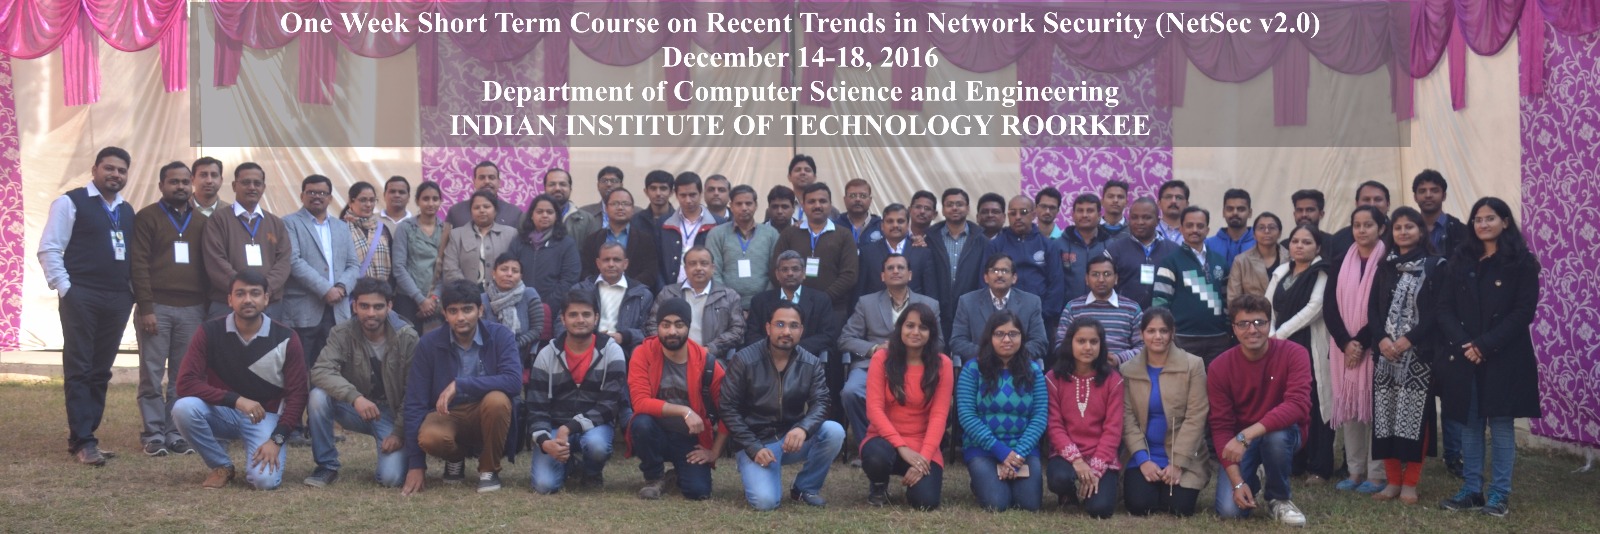 One Week Short Term Course on Recent Trends in Network Security (NetSec v2.0)
December 14-18, 2016
Department of Computer Science and Engineering
INDIAN INSTITUTE OF TECHNOLOGY ROORKEE